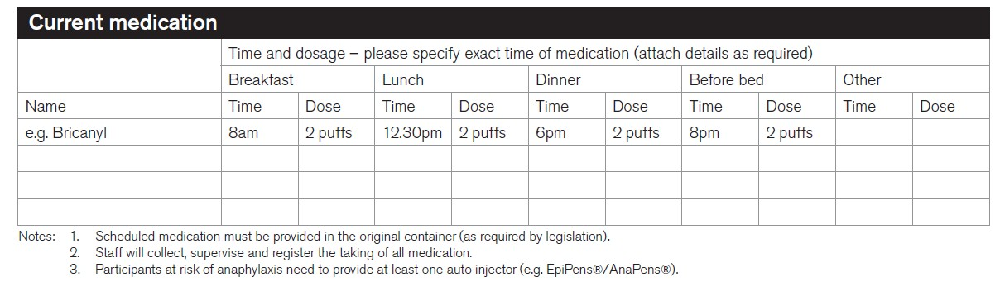 Current medication
Time and dosage – please specify exact time of medication (attach details as required)
Breakfast Lunch Dinner Before bed Other
Name Time Dose Time Dose Time Dose Time Dose Time Dose
e.g. Bricanyl 8am 2 puffs 12.30pm 2 puffs 6pm 2 puffs 8pm 2 puffs
Notes: 1. Scheduled medication must be provided in the original container (as required by legislation).
2. Staff will collect, supervise and register the taking of all medication.
3. Participants at risk of anaphylaxis need to provide at least one auto injector (e.g. EpiPens®/AnaPens®).